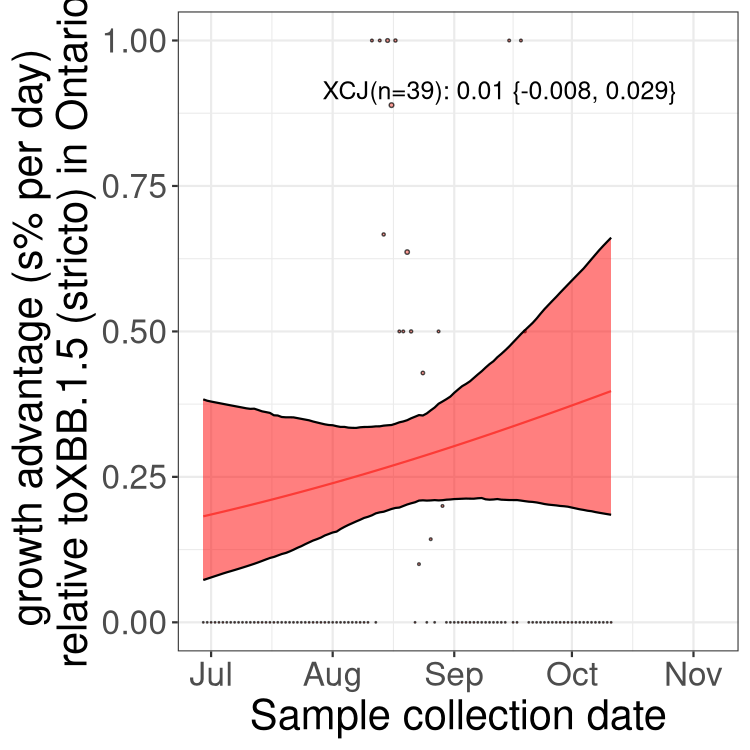 growth advantage (s% per day)
relative toXBB.1.5 (stricto) in Ontario
1.00
0.75
0.50
0.25
0.00
XCJ(n=39): 0.01 {-0.008, 0.029}
Jul Aug Sep Oct Nov
Sample collection date